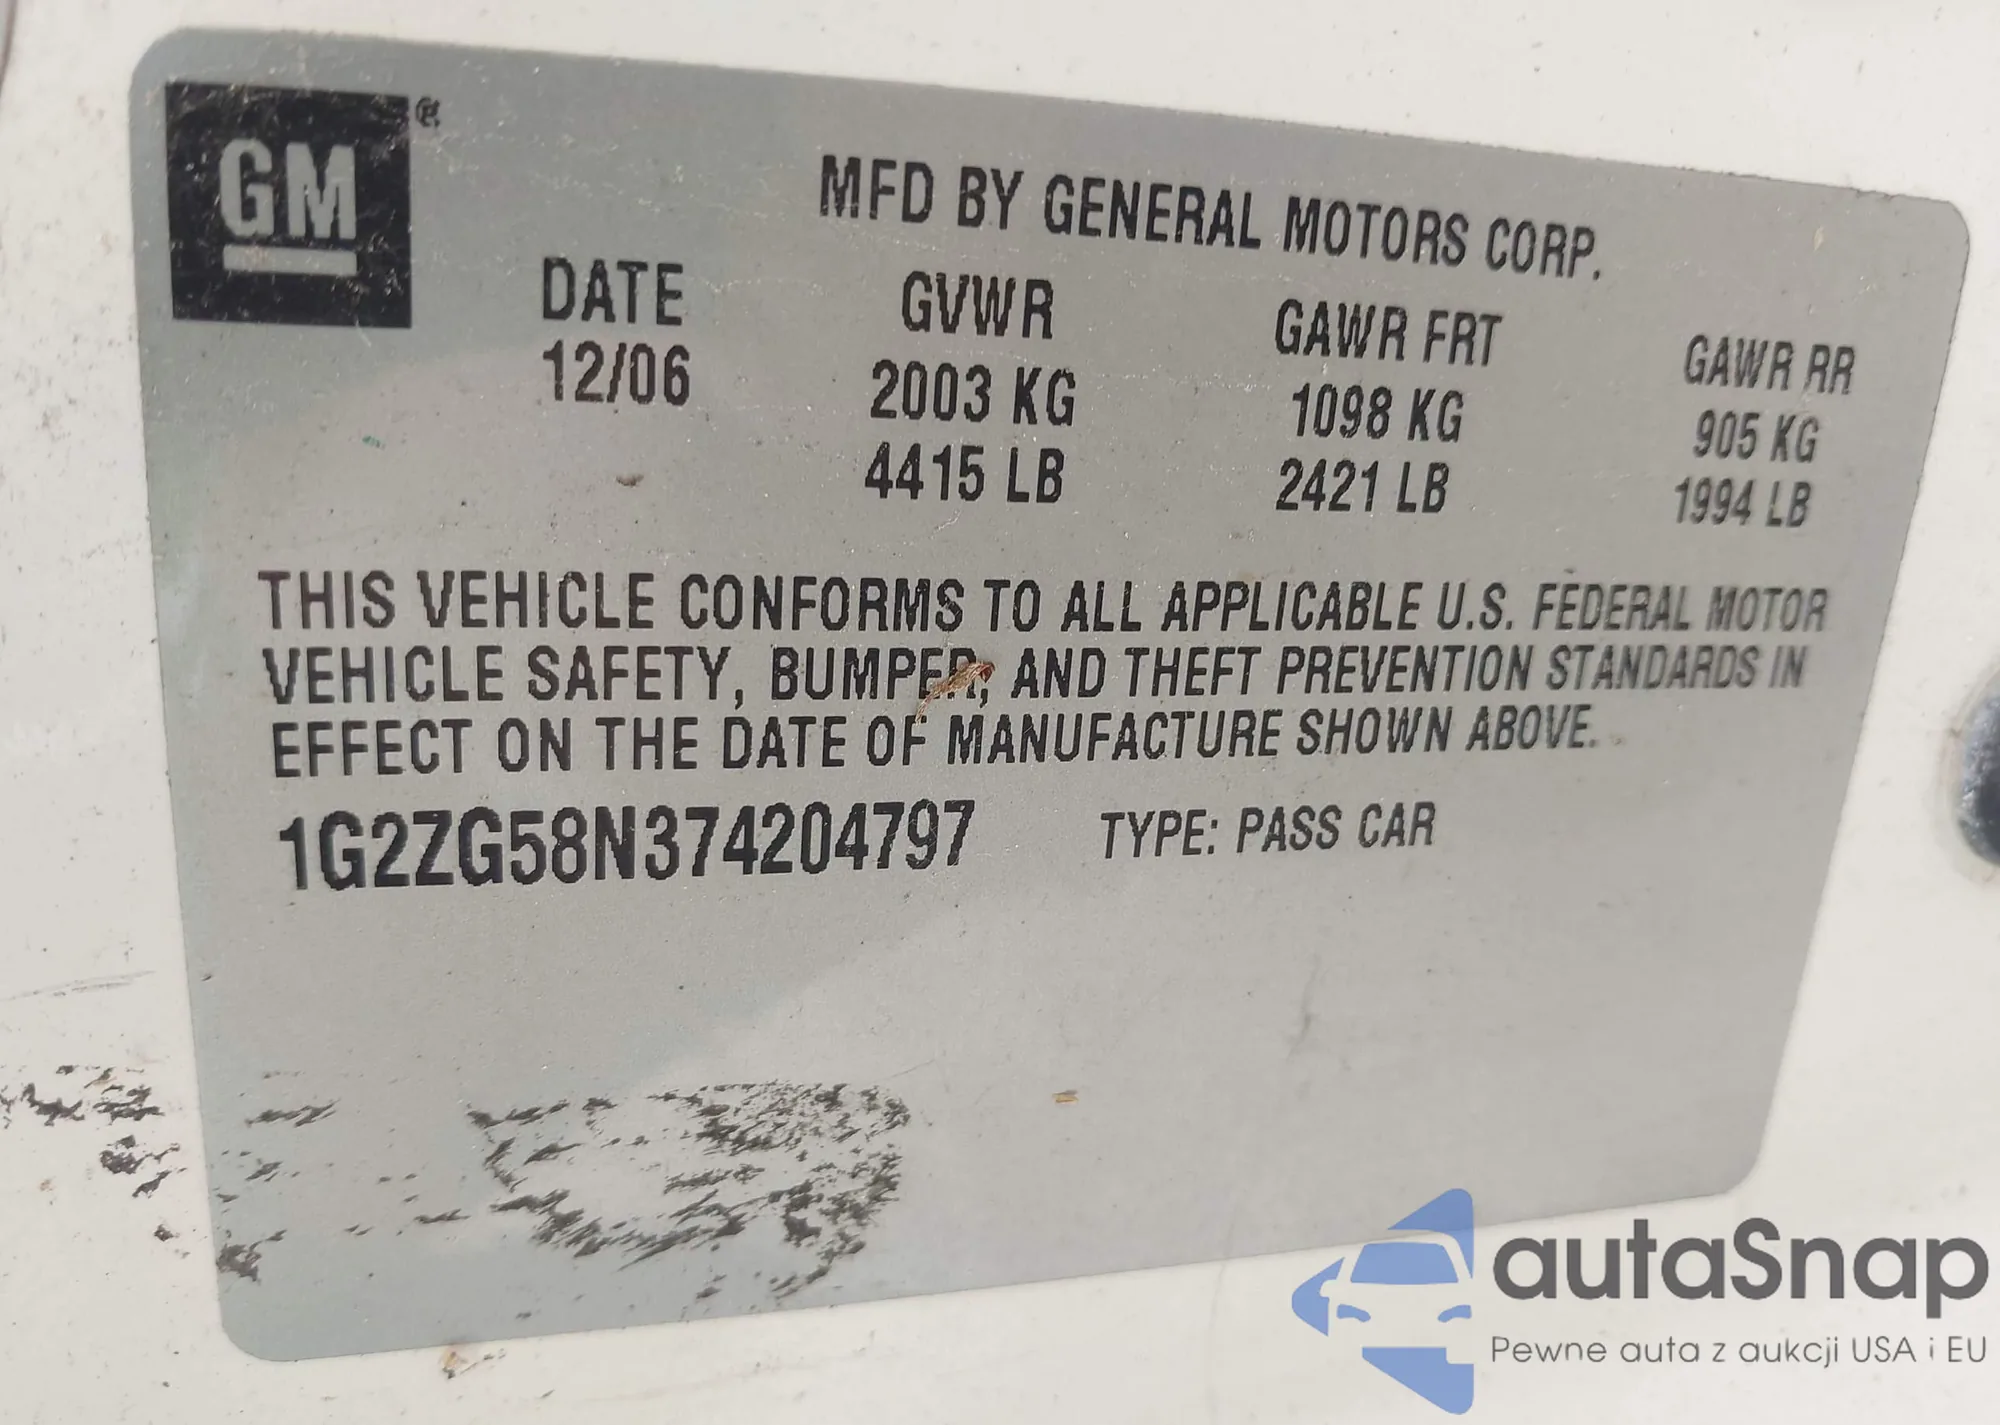 GM®
MFD BY GENERAL MOTORS CORP.
DATE GVWR GAWR FRT GAWR RR
12/06 2003 KG 1098 KG 905 KG
4415 LB 2421 LB 1994 LB
THIS VEHICLE CONFORMS TO ALL APPLICABLE U.S. FEDERAL MOTOR
VEHICLE SAFETY, BUMPER, AND THEFT PREVENTION STANDARDS IN
EFFECT ON THE DATE OF MANUFACTURE SHOWN ABOVE.
1G2ZG58N374204797 TYPE: PASS CAR
autaSnap
Pewne auta z aukcji USA i EU